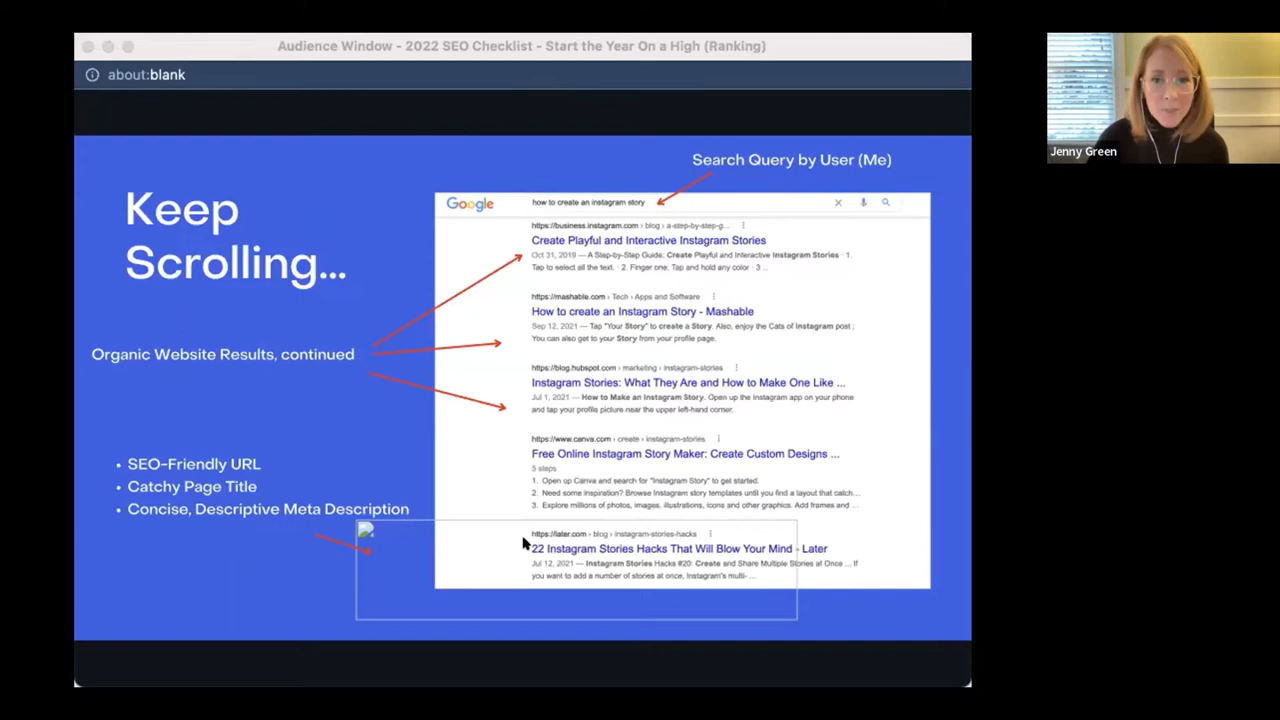 Audience Window - 2022 SEO Checklist - Start the Year On a High (Ranking)
about:blank
Jenny Green
Search Query by User (Me)
Keep
Scrolling...
Google
how to create an instagram story
https://business.instagram.com › blog › a-step-by-step-g...
Create Playful and Interactive Instagram Stories
Oct 31, 2019 — A Step-by-Step Guide: Create Playful and Interactive Instagram Stories · 1.
Tap to select all the text. · 2. Finger one: Tap and hold any color · 3 ...
https://mashable.com › Tech › Apps and Software
How to create an Instagram Story - Mashable
Sep 12, 2021 — Tap "Your Story" to create a Story. Also, enjoy the Cats of Instagram post ;
You can also get to your Story from your profile page.
Organic Website Results, continued
https://blog.hubspot.com › marketing › instagram-stories
Instagram Stories: What They Are and How to Make One Like ...
Jul 1, 2021 — How to Make an Instagram Story. Open up the Instagram app on your phone
and tap your profile picture near the upper left-hand corner.
https://www.canva.com › create › instagram-stories
Free Online Instagram Story Maker: Create Custom Designs ...
5 steps
1. Open up Canva and search for "Instagram Story" to get started.
2. Need some inspiration? Browse Instagram story templates until you find a layout that catch...
3. Explore millions of photos, images, illustrations, icons and other graphics. Add frames and ...
• SEO-Friendly URL
• Catchy Page Title
• Concise, Descriptive Meta Description
https://later.com › blog › instagram-stories-hacks
22 Instagram Stories Hacks That Will Blow Your Mind - Later
Jul 12, 2021 — Instagram Stories Hacks #20: Create and Share Multiple Stories at Once ... If
you want to add a number of stories at once, Instagram's multi- ...